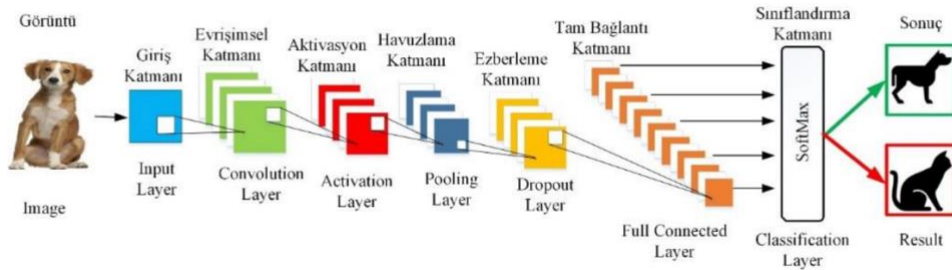 Görüntü
Image
Giriş
Katmanı
Input
Layer
Evrişimsel
Katmanı
Convolution
Layer
Aktivasyon
Katmanı
Activation
Layer
Havuzlama
Katmanı
Pooling
Layer
Ezberleme
Katmanı
Dropout
Layer
Tam Bağlantı
Katmanı
Full Connected
Layer
Sınıflandırma
Katmanı
SoftMax
Classification
Layer
Sonuç
Result